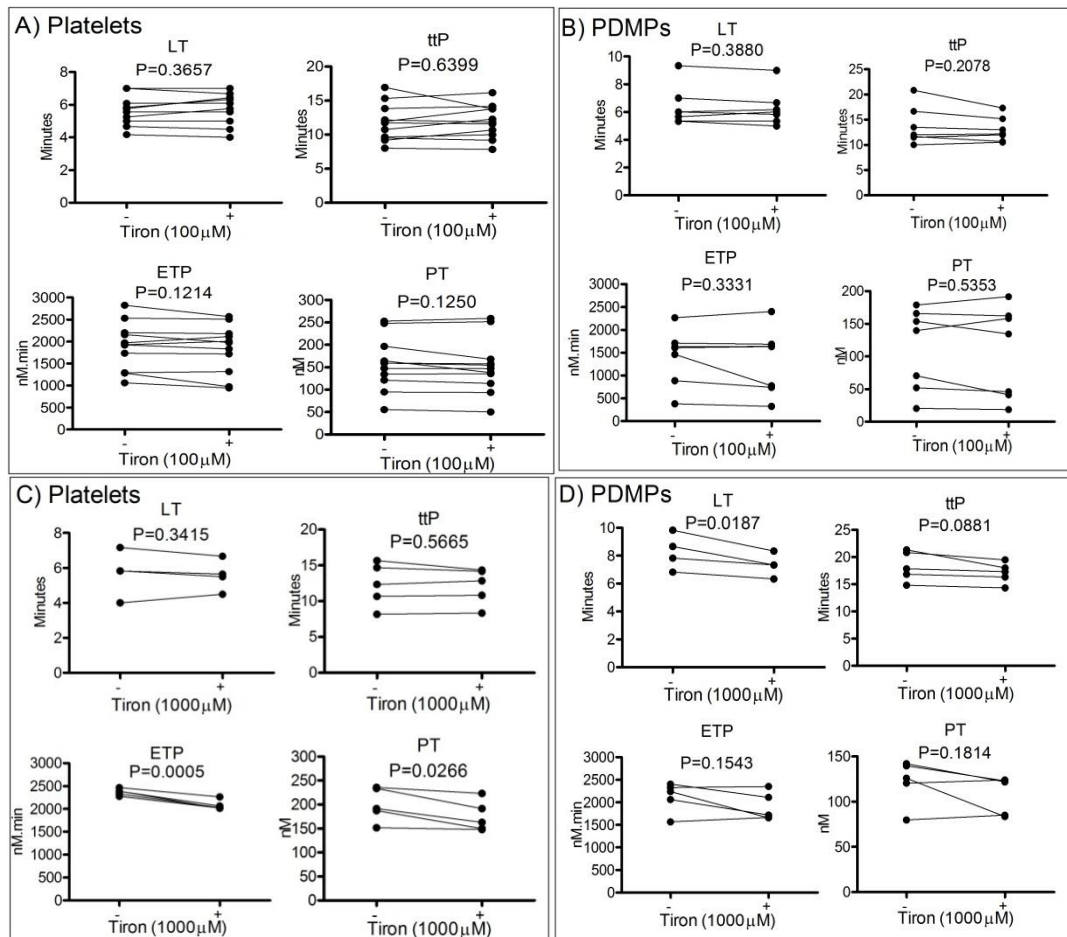 A) Platelets
LT
P=0.3657
Minutes
8
6
4
2
0
-
+
Tiron (100μM)
ttP
P=0.6399
Minutes
20
15
10
5
0
-
+
Tiron (100μM)
ETP
P=0.1214
nM.min
3000
2500
2000
1500
1000
500
0
-
+
Tiron (100μM)
PT
P=0.1250
nM
300
250
200
150
100
50
0
-
+
Tiron (100μM)
B) PDMPs
LT
P=0.3880
Minutes
10
8
6
4
2
0
-
+
Tiron (100μM)
ttP
P=0.2078
Minutes
25
20
15
10
5
0
-
+
Tiron (100μM)
ETP
P=0.3331
nM.min
3000
2500
2000
1500
1000
500
0
-
+
Tiron (100μM)
PT
P=0.5353
nM
200
150
100
50
0
-
+
Tiron (100μM)
C) Platelets
LT
P=0.3415
Minutes
8
6
4
2
0
-
+
Tiron (1000μM)
ttP
P=0.5665
Minutes
20
15
10
5
0
-
+
Tiron (1000μM)
ETP
P=0.0005
nM.min
3000
2500
2000
1500
1000
500
0
-
+
Tiron (1000μM)
PT
P=0.0266
nM
300
250
200
150
100
50
0
-
+
Tiron (1000μM)
D) PDMPs
LT
P=0.0187
Minutes
10
8
6
4
2
0
-
+
Tiron (1000μM)
ttP
P=0.0881
Minutes
25
20
15
10
5
0
-
+
Tiron (1000μM)
ETP
P=0.1543
nM.min
3000
2500
2000
1500
1000
500
0
-
+
Tiron (1000μM)
PT
P=0.1814
nM
150
100
50
0
-
+
Tiron (1000μM)